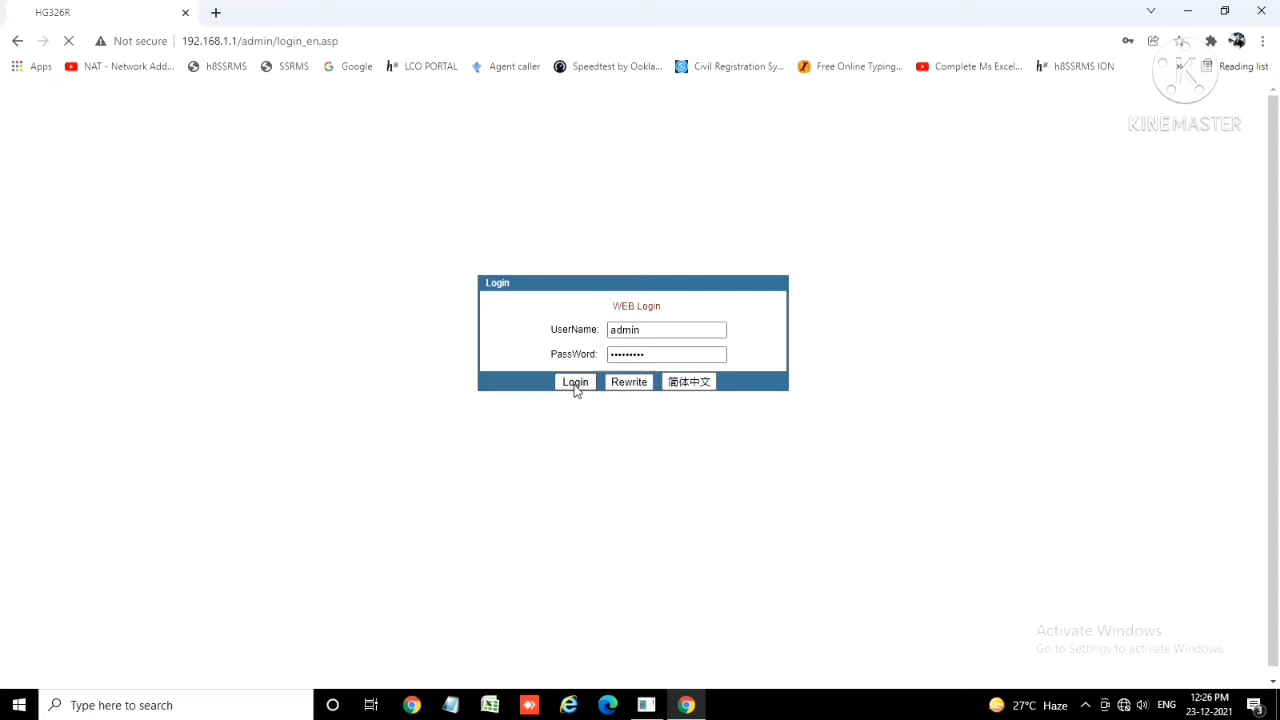 HG326R
Not secure
192.168.1.1/admin/login_en.asp
Apps
NAT - Network Add...
h8SSRMS
SSRMS
Google
LCO PORTAL
Agent caller
Speedtest by Ookla...
Civil Registration Sy...
Free Online Typing...
Complete Ms Excel...
h8SSRMS ION
Reading list
KINEMASTER
Login
WEB Login
UserName:
admin
PassWord:
•••••••••
Login
Rewrite
简体中文
Activate Windows
Go to Settings to activate Windows.
Type here to search
27°C Haze
ENG
12:26 PM
23-12-2021
3